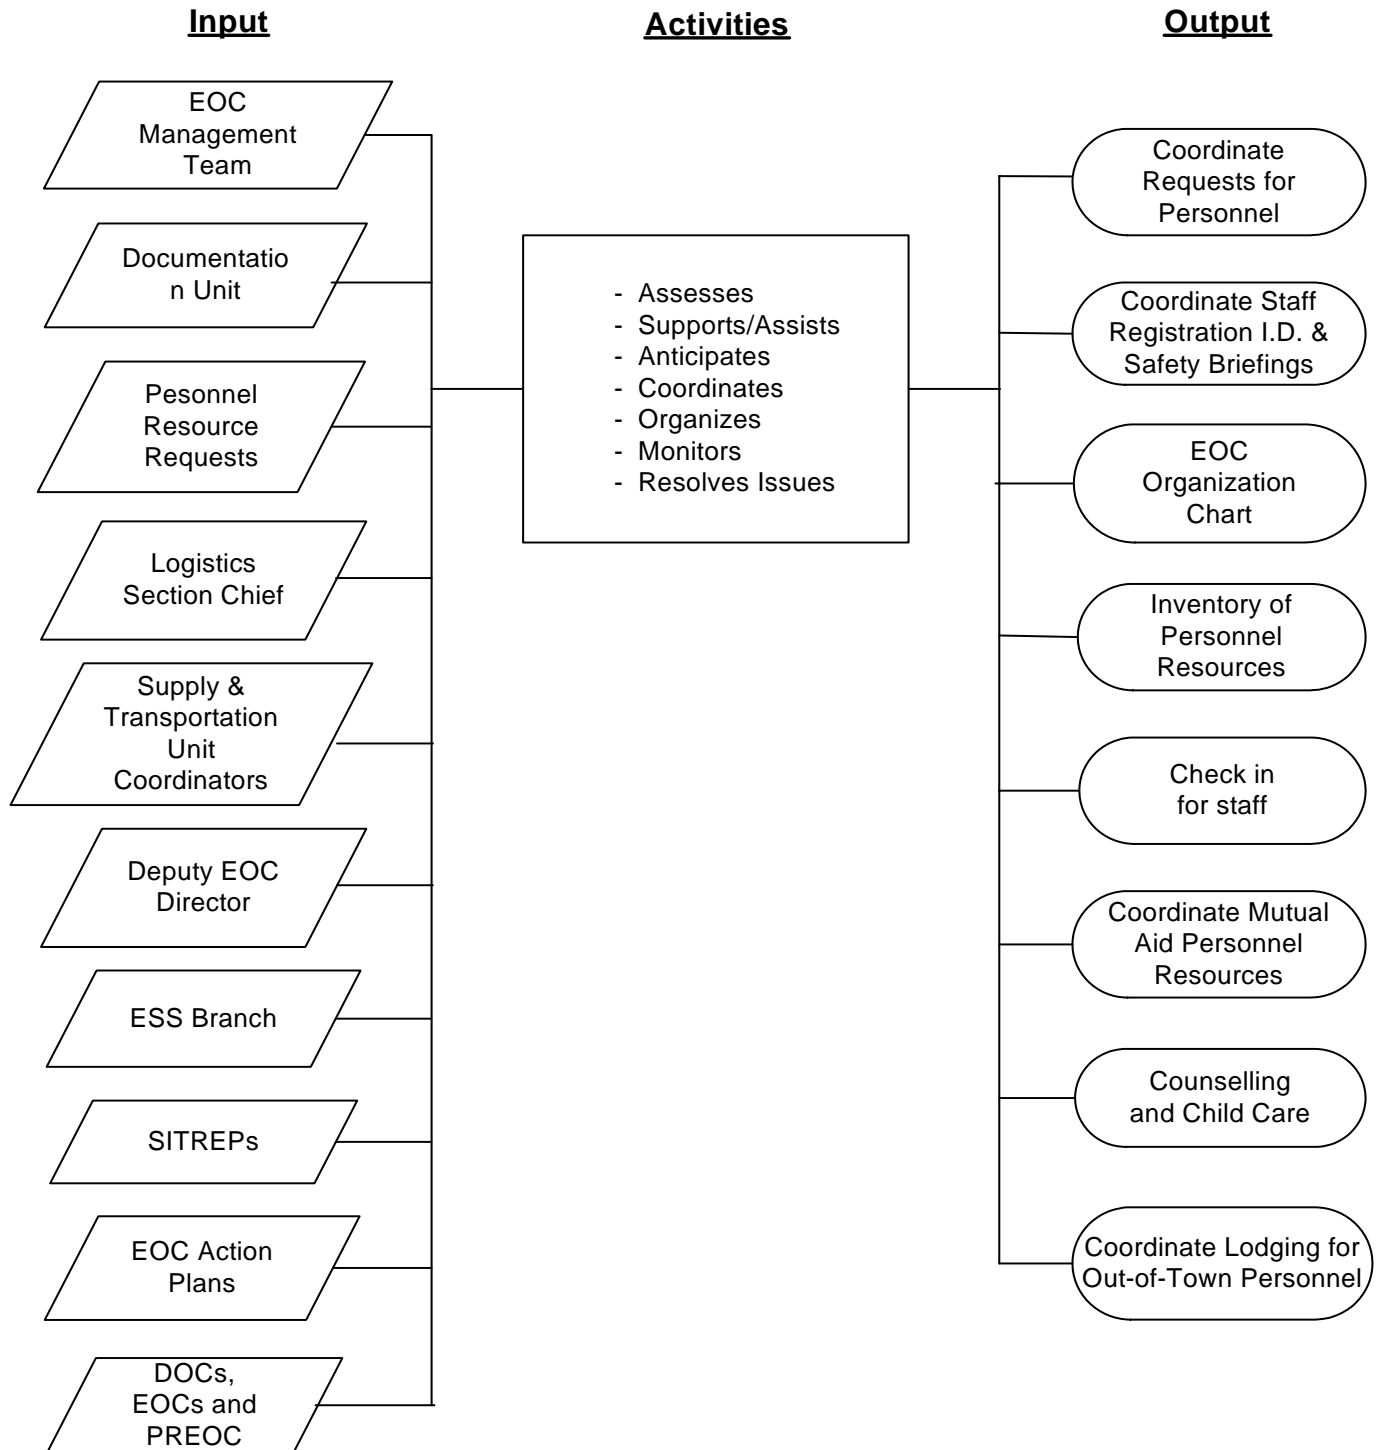 Input
Activities
Output
EOC
Management
Team
Documentatio
n Unit
Pesonnel
Resource
Requests
Logistics
Section Chief
Supply &
Transportation
Unit
Coordinators
Deputy EOC
Director
ESS Branch
SITREPs
EOC Action
Plans
DOCs,
EOCs and
PREOC
- Assesses
- Supports/Assists
- Anticipates
- Coordinates
- Organizes
- Monitors
- Resolves Issues
Coordinate
Requests for
Personnel
Coordinate Staff
Registration I.D. &
Safety Briefings
EOC
Organization
Chart
Inventory of
Personnel
Resources
Check in
for staff
Coordinate Mutual
Aid Personnel
Resources
Counselling
and Child Care
Coordinate Lodging for
Out-of-Town Personnel